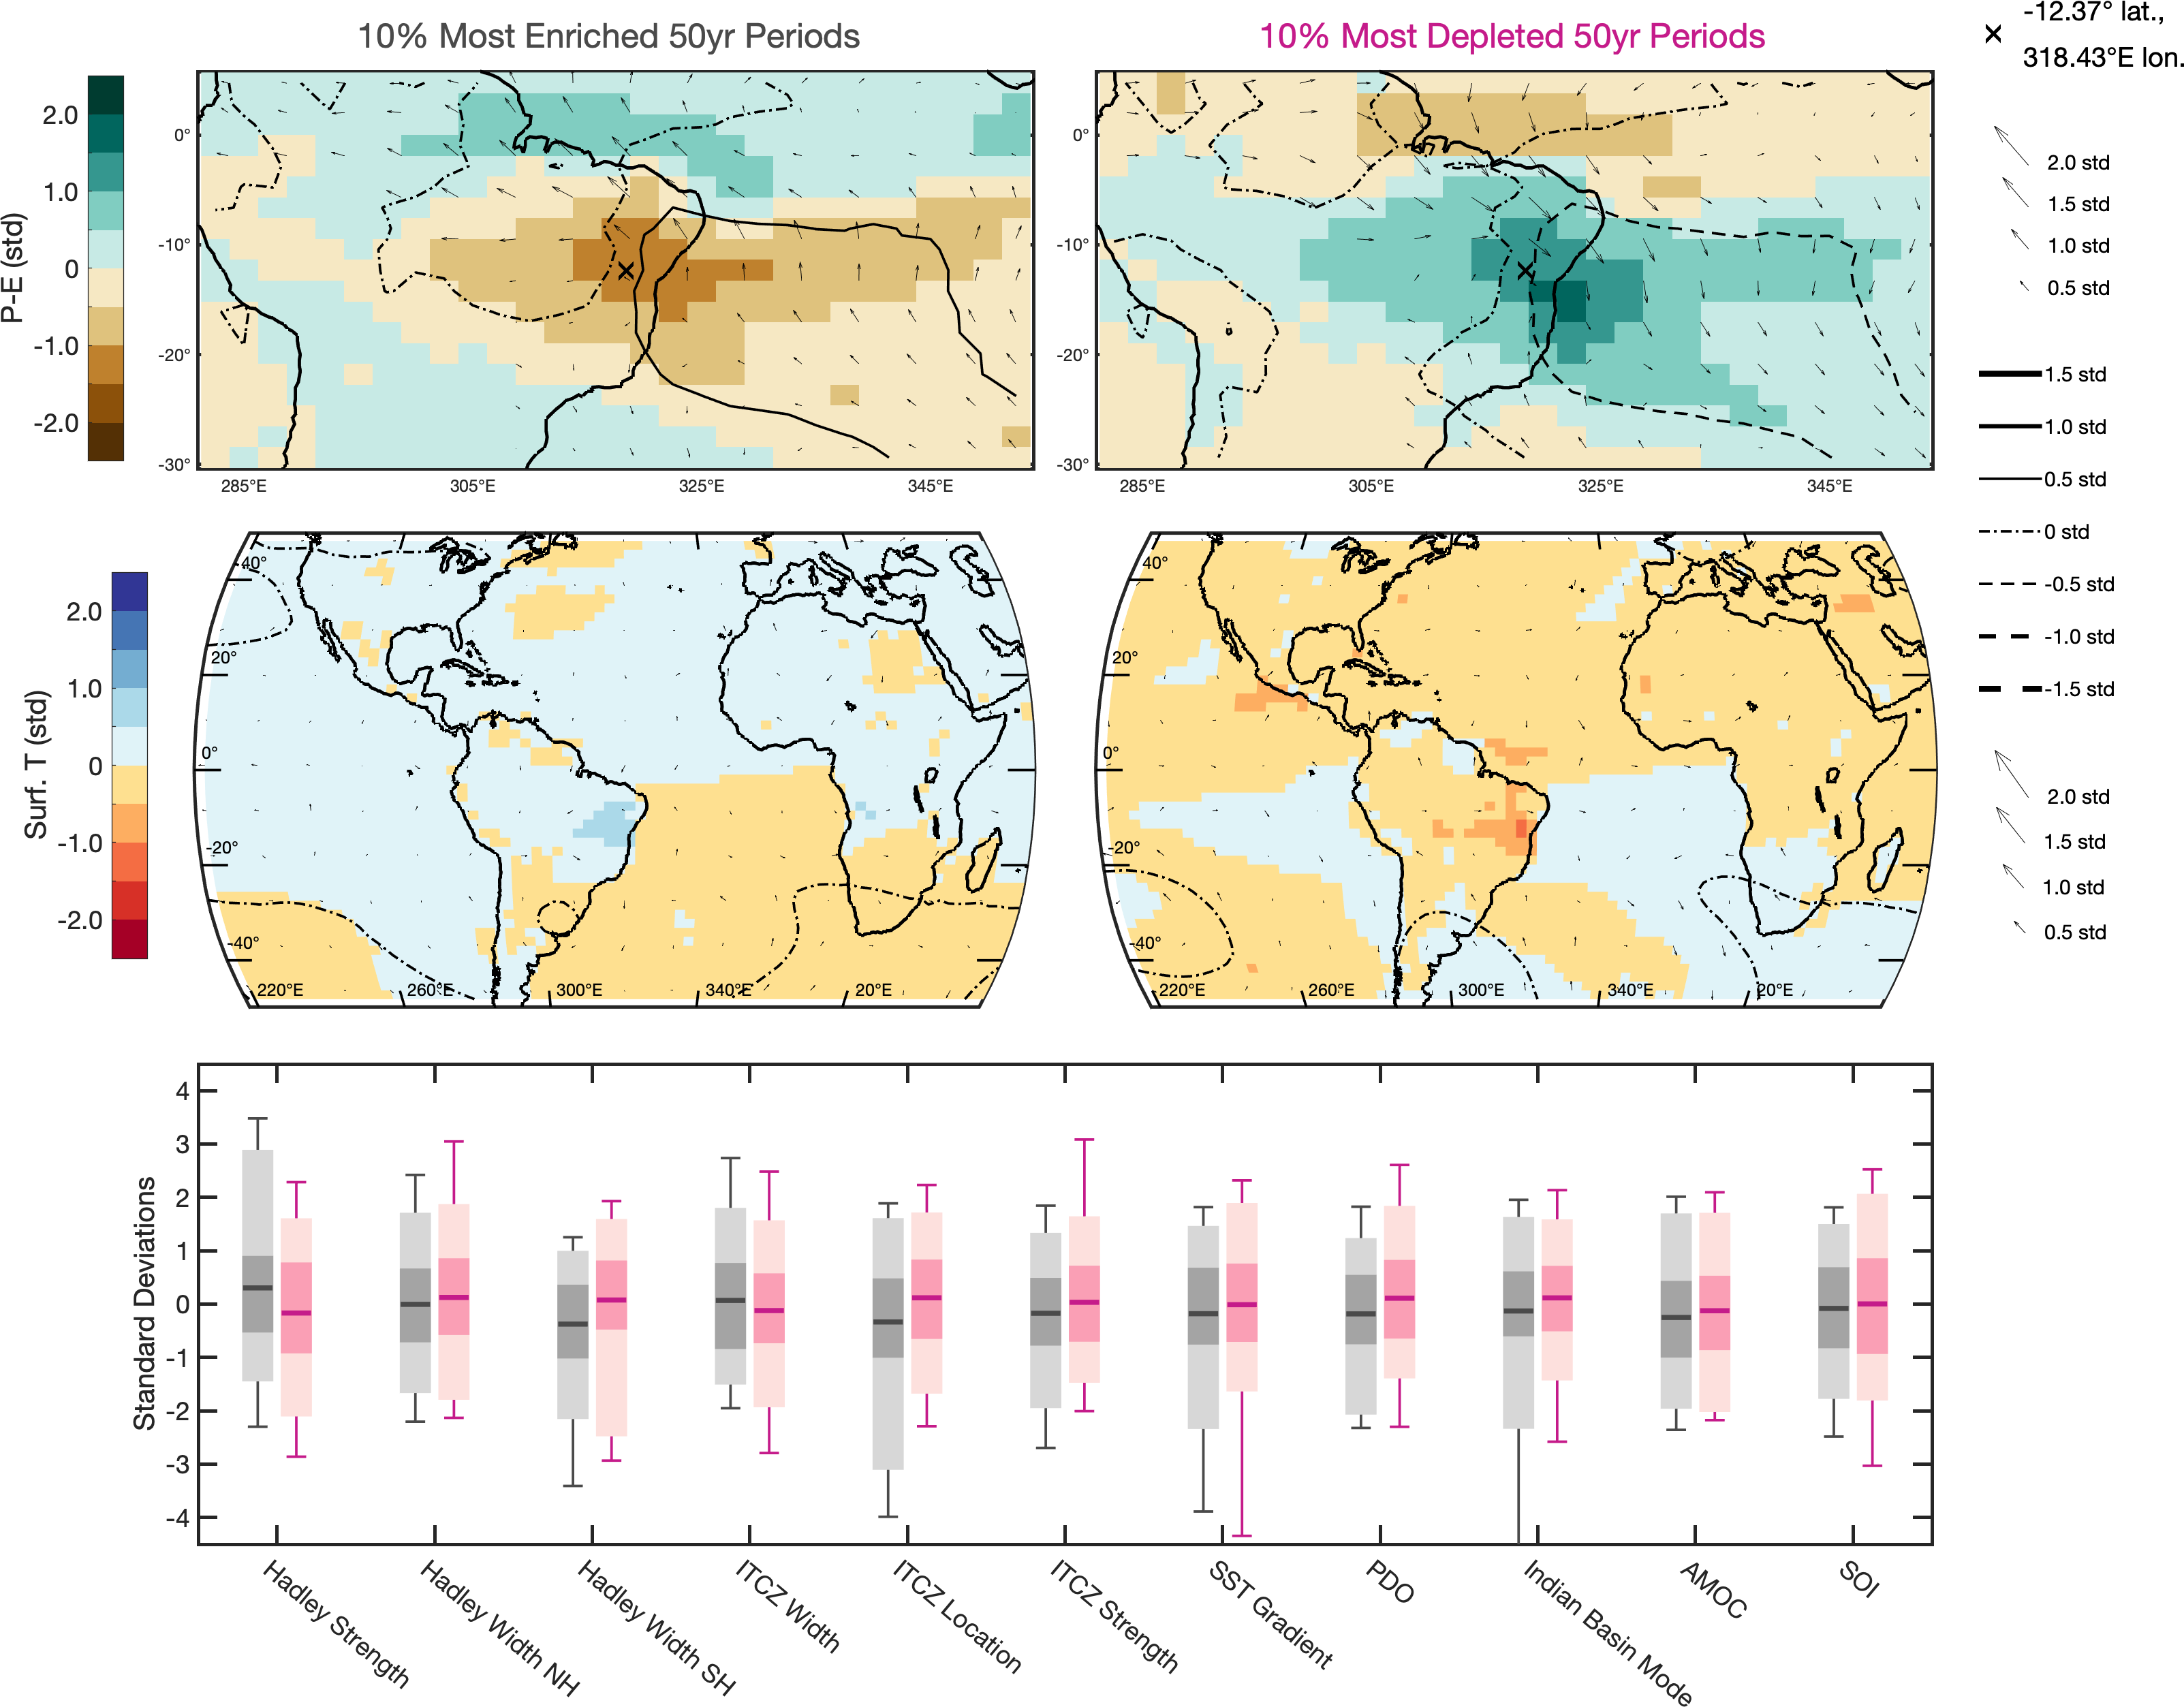 10% Most Enriched 50yr Periods
10% Most Depleted 50yr Periods
-12.37° lat.,
318.43°E lon.
P-E (std)
2.0
1.0
0
-1.0
-2.0
0°
-10°
-20°
-30°
285°E
305°E
325°E
345°E
0°
-10°
-20°
-30°
285°E
305°E
325°E
345°E
2.0 std
1.5 std
1.0 std
0.5 std
1.5 std
1.0 std
0.5 std
0 std
-0.5 std
-1.0 std
-1.5 std
2.0 std
1.5 std
1.0 std
0.5 std
Surf. T (std)
2.0
1.0
0
-1.0
-2.0
40°
20°
0°
-20°
-40°
220°E
260°E
300°E
340°E
20°E
40°
20°
0°
-20°
-40°
220°E
260°E
300°E
340°E
20°E
Standard Deviations
4
3
2
1
0
-1
-2
-3
-4
Hadley Strength
Hadley Width NH
Hadley Width SH
ITCZ Width
ITCZ Location
ITCZ Strength
SST Gradient
PDO
Indian Basin Mode
AMOC
SOI